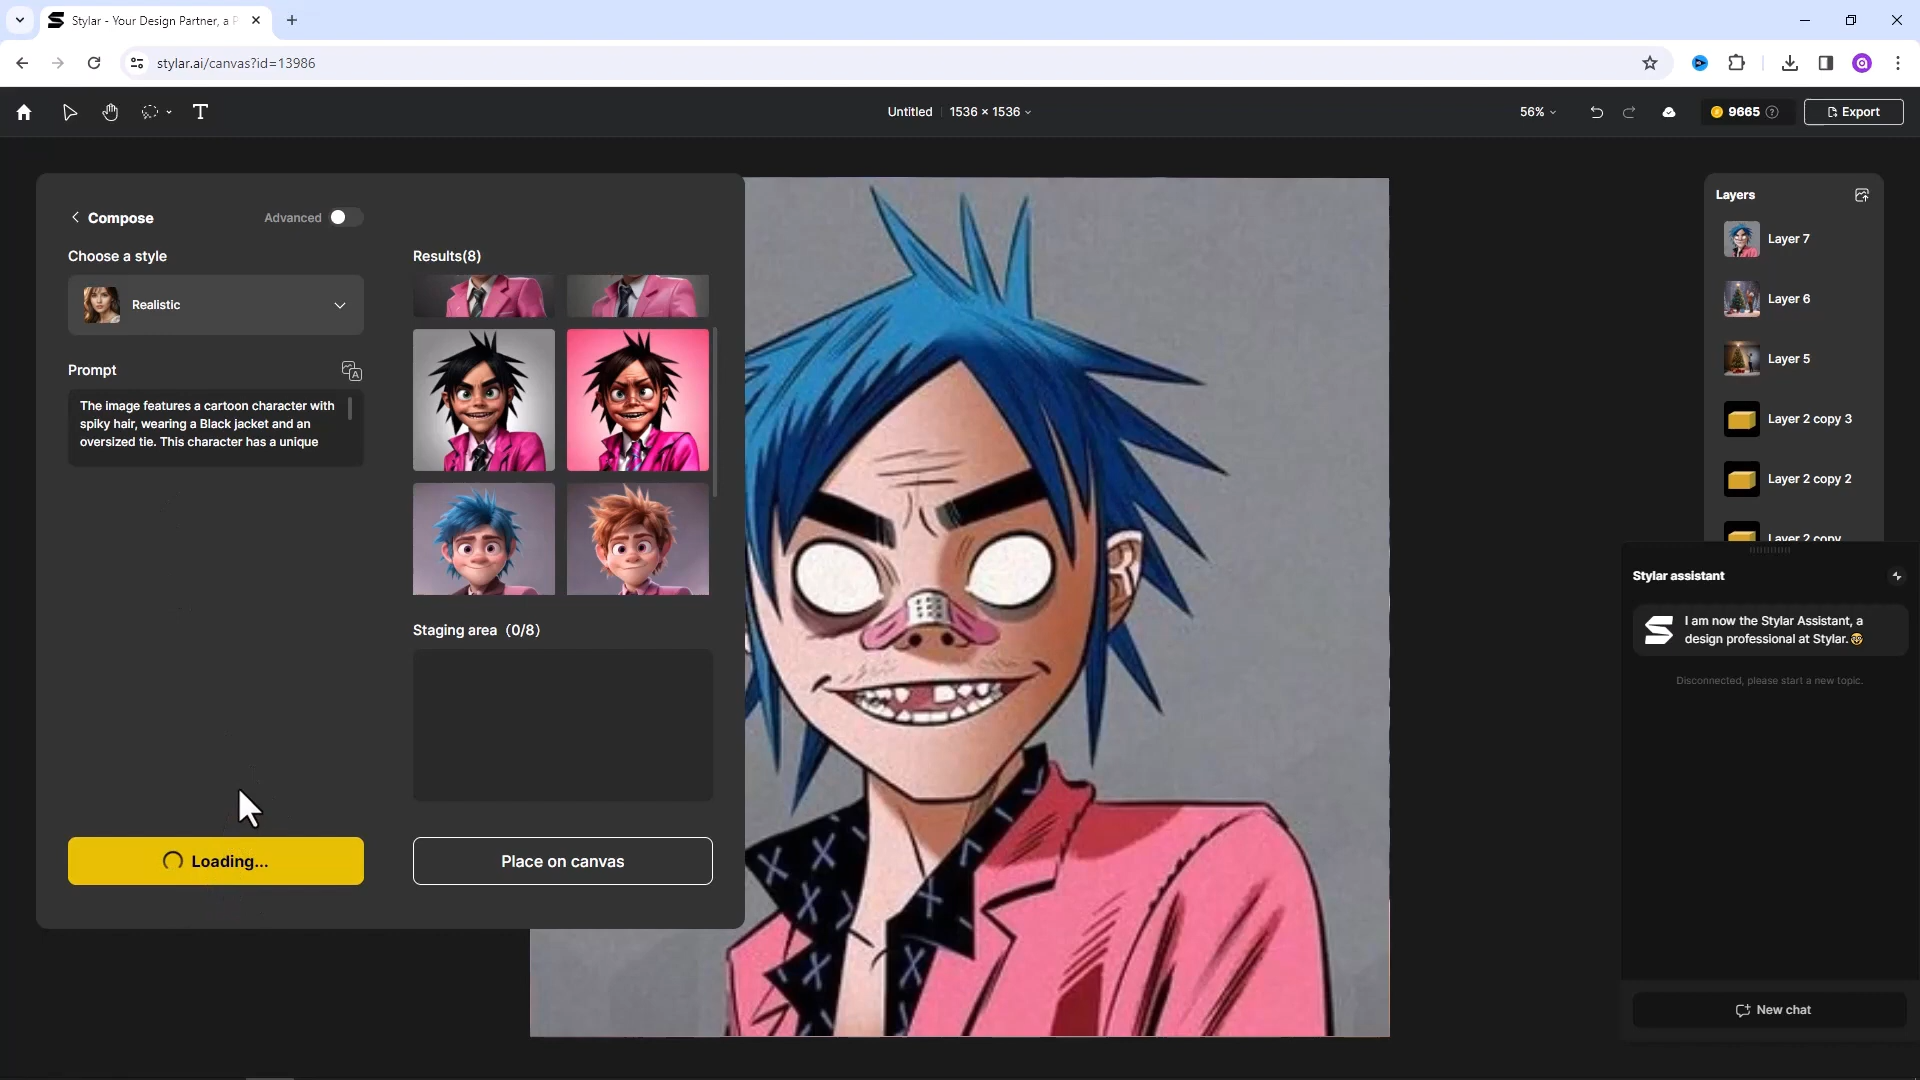 Stylar - Your Design Partner, a
stylar.ai/canvas?id=13986
Untitled
1536 × 1536
56%
9665
Export
Compose
Advanced
Choose a style
Realistic
Prompt
The image features a cartoon character with
spiky hair, wearing a Black jacket and an
oversized tie. This character has a unique
Loading...
Results(8)
Staging area (0/8)
Place on canvas
Layers
Layer 7
Layer 6
Layer 5
Layer 2 copy 3
Layer 2 copy 2
Layer 2 copy
Stylar assistant
I am now the Stylar Assistant, a
design professional at Stylar.🤓
Disconnected, please start a new topic.
New chat